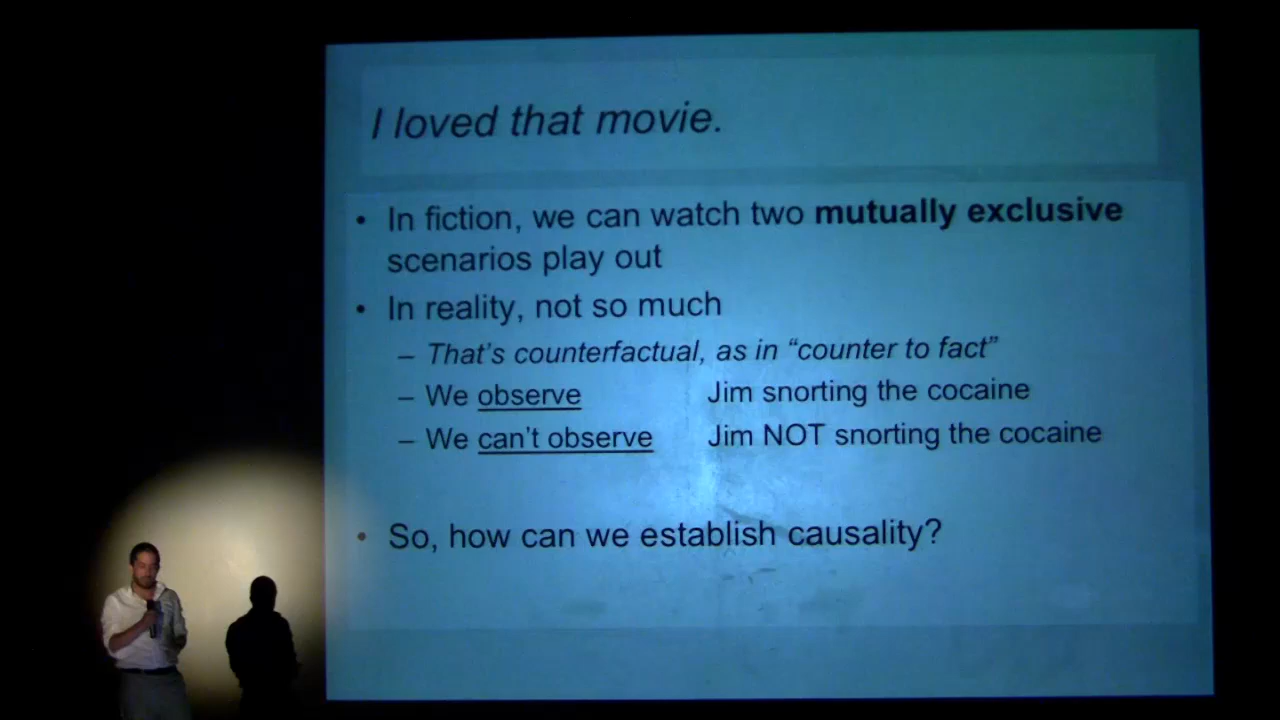 I loved that movie.
• In fiction, we can watch two mutually exclusive
scenarios play out
• In reality, not so much
– That's counterfactual, as in “counter to fact”
– We observe Jim snorting the cocaine
– We can't observe Jim NOT snorting the cocaine
• So, how can we establish causality?